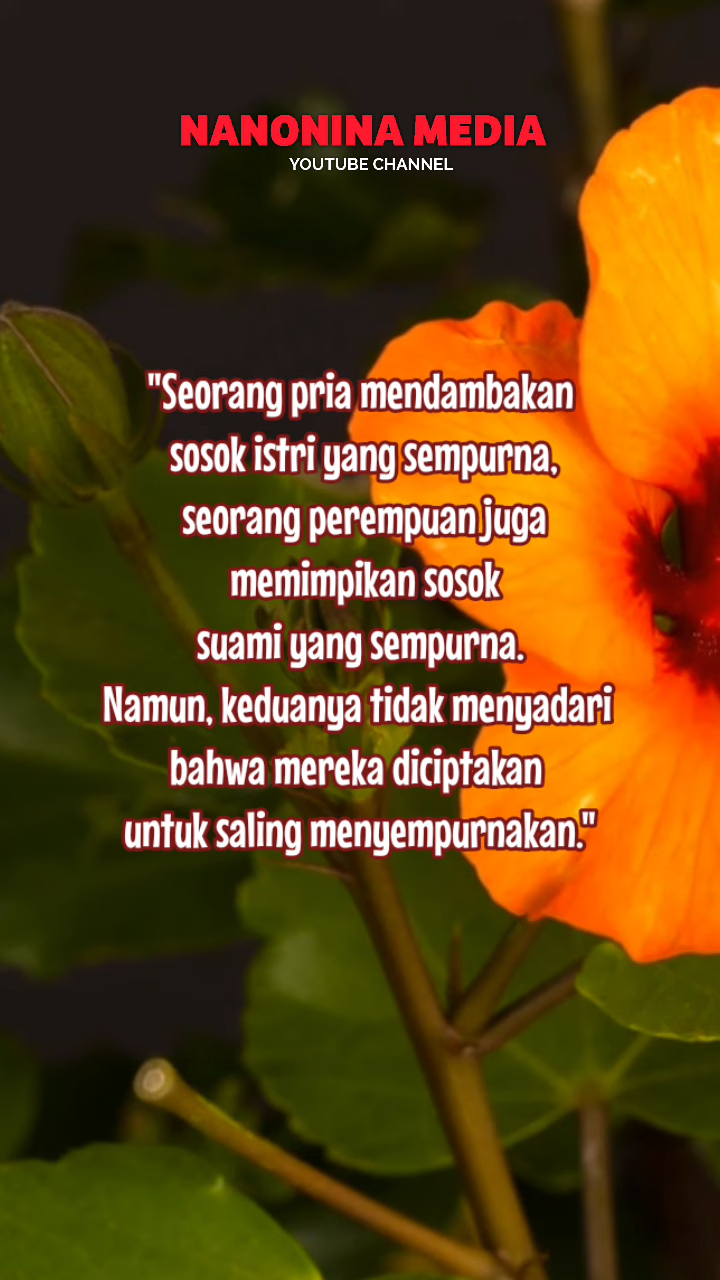 NANONINA MEDIA
YOUTUBE CHANNEL
"Seorang pria mendambakan
sosok istri yang sempurna,
seorang perempuan juga
memimpikan sosok
suami yang sempurna.
Namun, keduanya tidak menyadari
bahwa mereka diciptakan
untuk saling menyempurnakan."